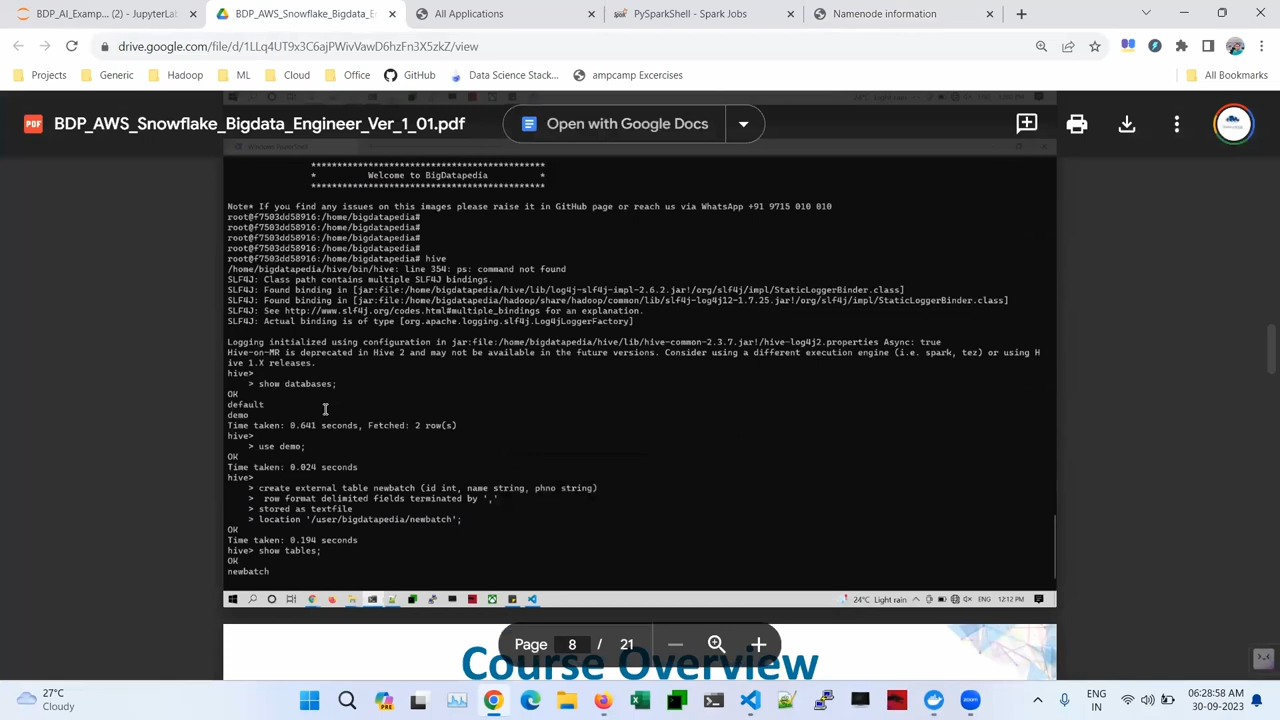 BDP_AI_Examp... (2) - JupyterLab
BDP_AWS_Snowflake_Bigdata_E
All Applications
PySparkShell - Spark Jobs
Namenode information
drive.google.com/file/d/1LLq4UT9x3C6ajPWivVawD6hzFn3X5zkZ/view
Projects
Generic
Hadoop
ML
Cloud
Office
GitHub
Data Science Stack...
ampcamp Excercises
All Bookmarks
PDF
BDP_AWS_Snowflake_Bigdata_Engineer_Ver_1_01.pdf
Open with Google Docs
*********************************************
* Welcome to BigDatapedia *
*********************************************
Note* If you find any issues on this images please raise it in GitHub page or reach us via WhatsApp +91 9715 010 010
root@f7503dd58916:/home/bigdatapedia#
root@f7503dd58916:/home/bigdatapedia#
root@f7503dd58916:/home/bigdatapedia#
root@f7503dd58916:/home/bigdatapedia#
root@f7503dd58916:/home/bigdatapedia# hive
/home/bigdatapedia/hive/bin/hive: line 354: ps: command not found
SLF4J: Class path contains multiple SLF4J bindings.
SLF4J: Found binding in [jar:file:/home/bigdatapedia/hive/lib/log4j-slf4j-impl-2.6.2.jar!/org/slf4j/impl/StaticLoggerBinder.class]
SLF4J: Found binding in [jar:file:/home/bigdatapedia/hadoop/share/hadoop/common/lib/slf4j-log4j12-1.7.25.jar!/org/slf4j/impl/StaticLoggerBinder.class]
SLF4J: See http://www.slf4j.org/codes.html#multiple_bindings for an explanation.
SLF4J: Actual binding is of type [org.apache.logging.slf4j.Log4jLoggerFactory]
Logging initialized using configuration in jar:file:/home/bigdatapedia/hive/lib/hive-common-2.3.7.jar!/hive-log4j2.properties Async: true
Hive-on-MR is deprecated in Hive 2 and may not be available in the future versions. Consider using a different execution engine (i.e. spark, tez) or using H
ive 1.X releases.
hive>
> show databases;
OK
default
demo
Time taken: 0.641 seconds, Fetched: 2 row(s)
hive>
> use demo;
OK
Time taken: 0.024 seconds
hive>
> create external table newbatch (id int, name string, phno string)
> row format delimited fields terminated by ','
> stored as textfile
> location '/user/bigdatapedia/newbatch';
OK
Time taken: 0.194 seconds
hive> show tables;
OK
newbatch
24°C Light rain
ENG
12:12 PM
Page 8 / 21
Course Overview
27°C
Cloudy
ENG
IN
06:28:58 AM
30-09-2023